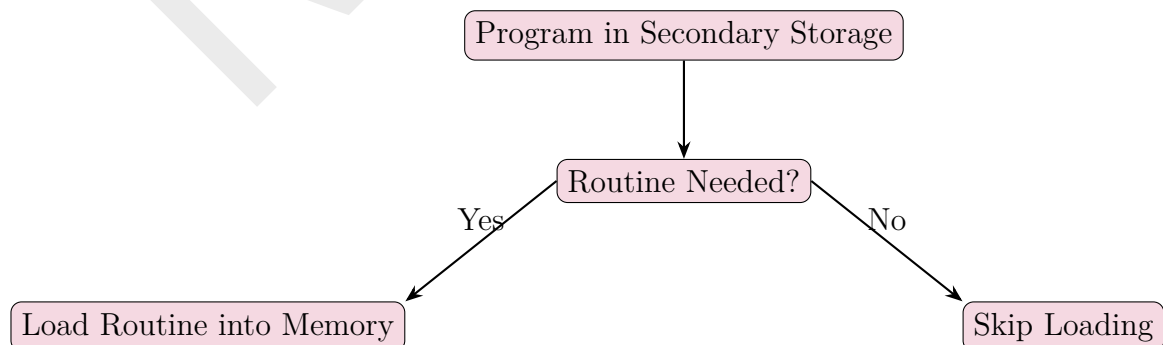 Program in Secondary Storage
Routine Needed?
Yes
No
Load Routine into Memory
Skip Loading